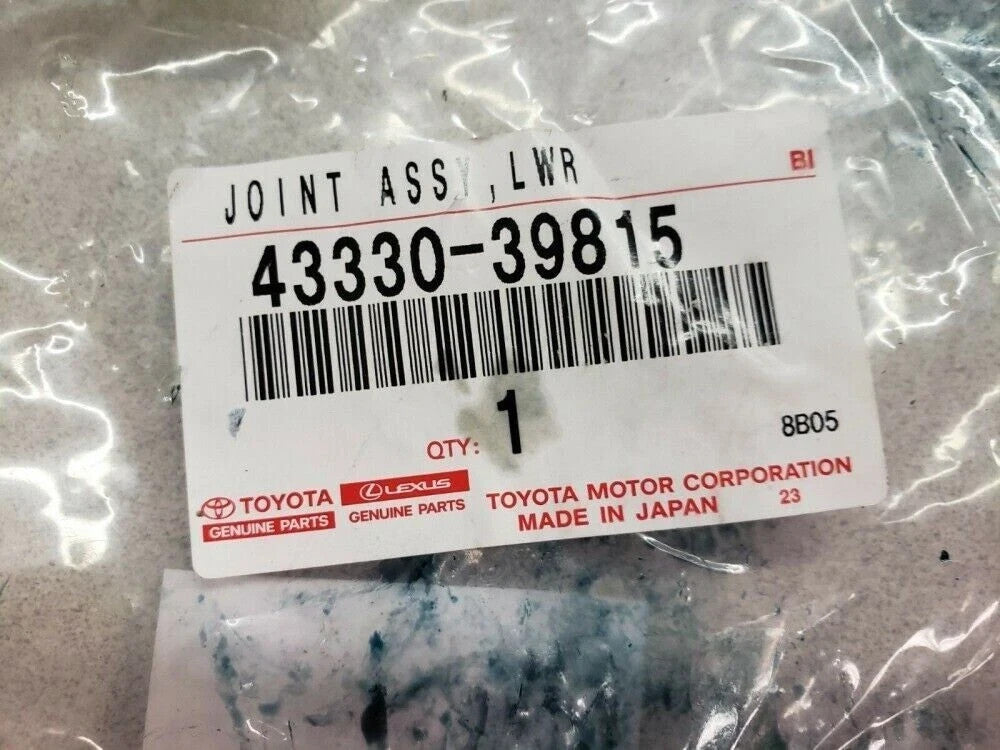 JOINT ASSY,LWR
BI
43330-39815
QTY: 1
8B05
TOYOTA
GENUINE PARTS
LEXUS
GENUINE PARTS
TOYOTA MOTOR CORPORATION
MADE IN JAPAN 23